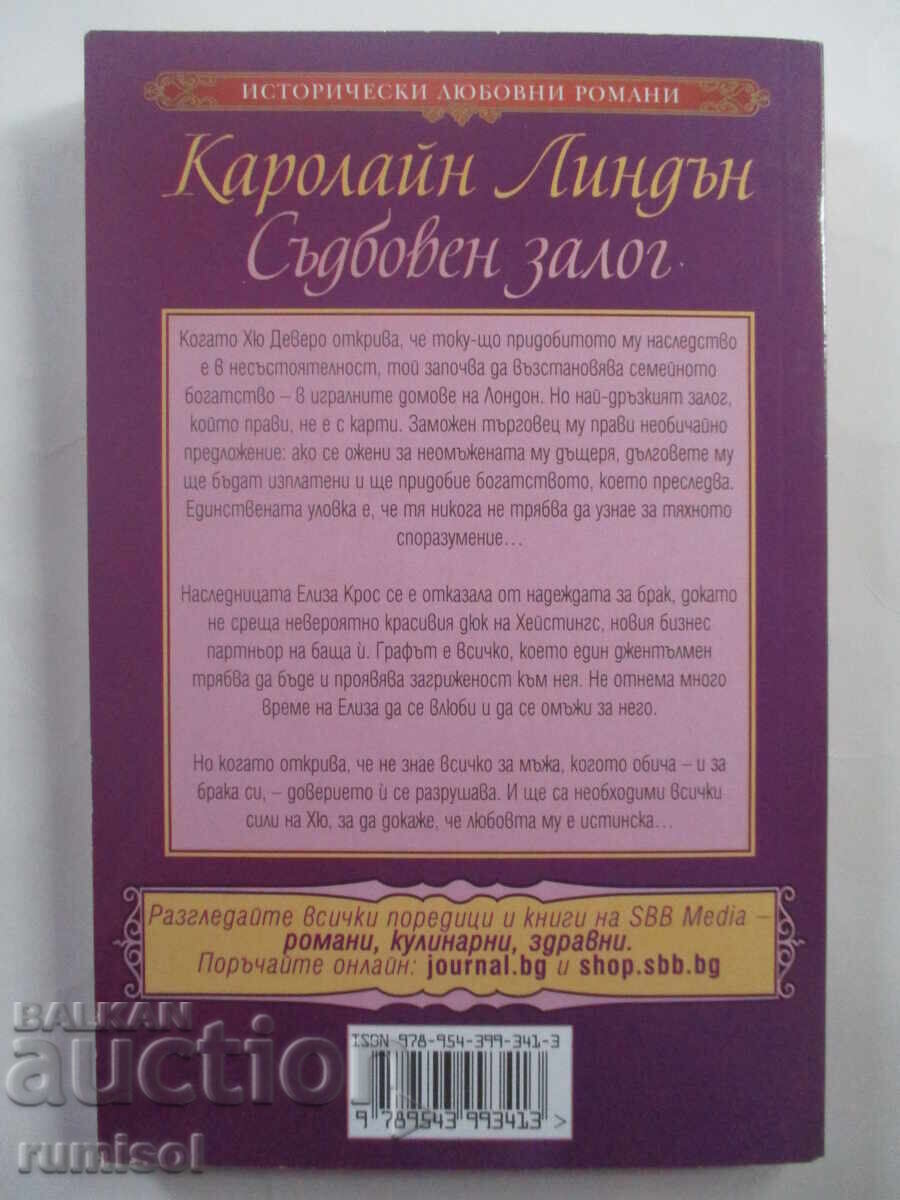 ИСТОРИЧЕСКИ ЛЮБОВНИ РОМАНИ
Каролайн Линдън
Съдбовен залог
Когато Хю Деверо открива, че току-що придобитото му наследство
е в несъстоятелност, той започва да възстановява семейното
богатство – в игралните домове на Лондон. Но най-дръзкият залог,
който прави, не е с карти. Заможен търговец му прави необичайно
предложение: ако се ожени за неомъжената му дъщеря, дълговете му
ще бъдат изплатени и ще придобие богатството, което преследва.
Единствената уловка е, че тя никога не трябва да узнае за тяхното
споразумение…
Наследницата Елиза Крос се е отказала от надеждата за брак, докато
не среща невероятно красивия дюк на Хейстингс, новия бизнес
партньор на баща ѝ. Графът е всичко, което един джентълмен
трябва да бъде и проявява загриженост към нея. Не отнема много
време на Елиза да се влюби и да се омъжи за него.
Но когато открива, че не знае всичко за мъжа, когото обича – и за
брака си, – доверието ѝ се разрушава. И ще са необходими всички
сили на Хю, за да докаже, че любовта му е истинска…
Разгледайте всички поредици и книги на SBB Media –
романи, кулинарни, здравни.
Поръчайте онлайн: journal.bg и shop.sbb.bg
ISBN 978-954-399-341-3
9 789543 993413 >
BALKAN
auction
rumisol